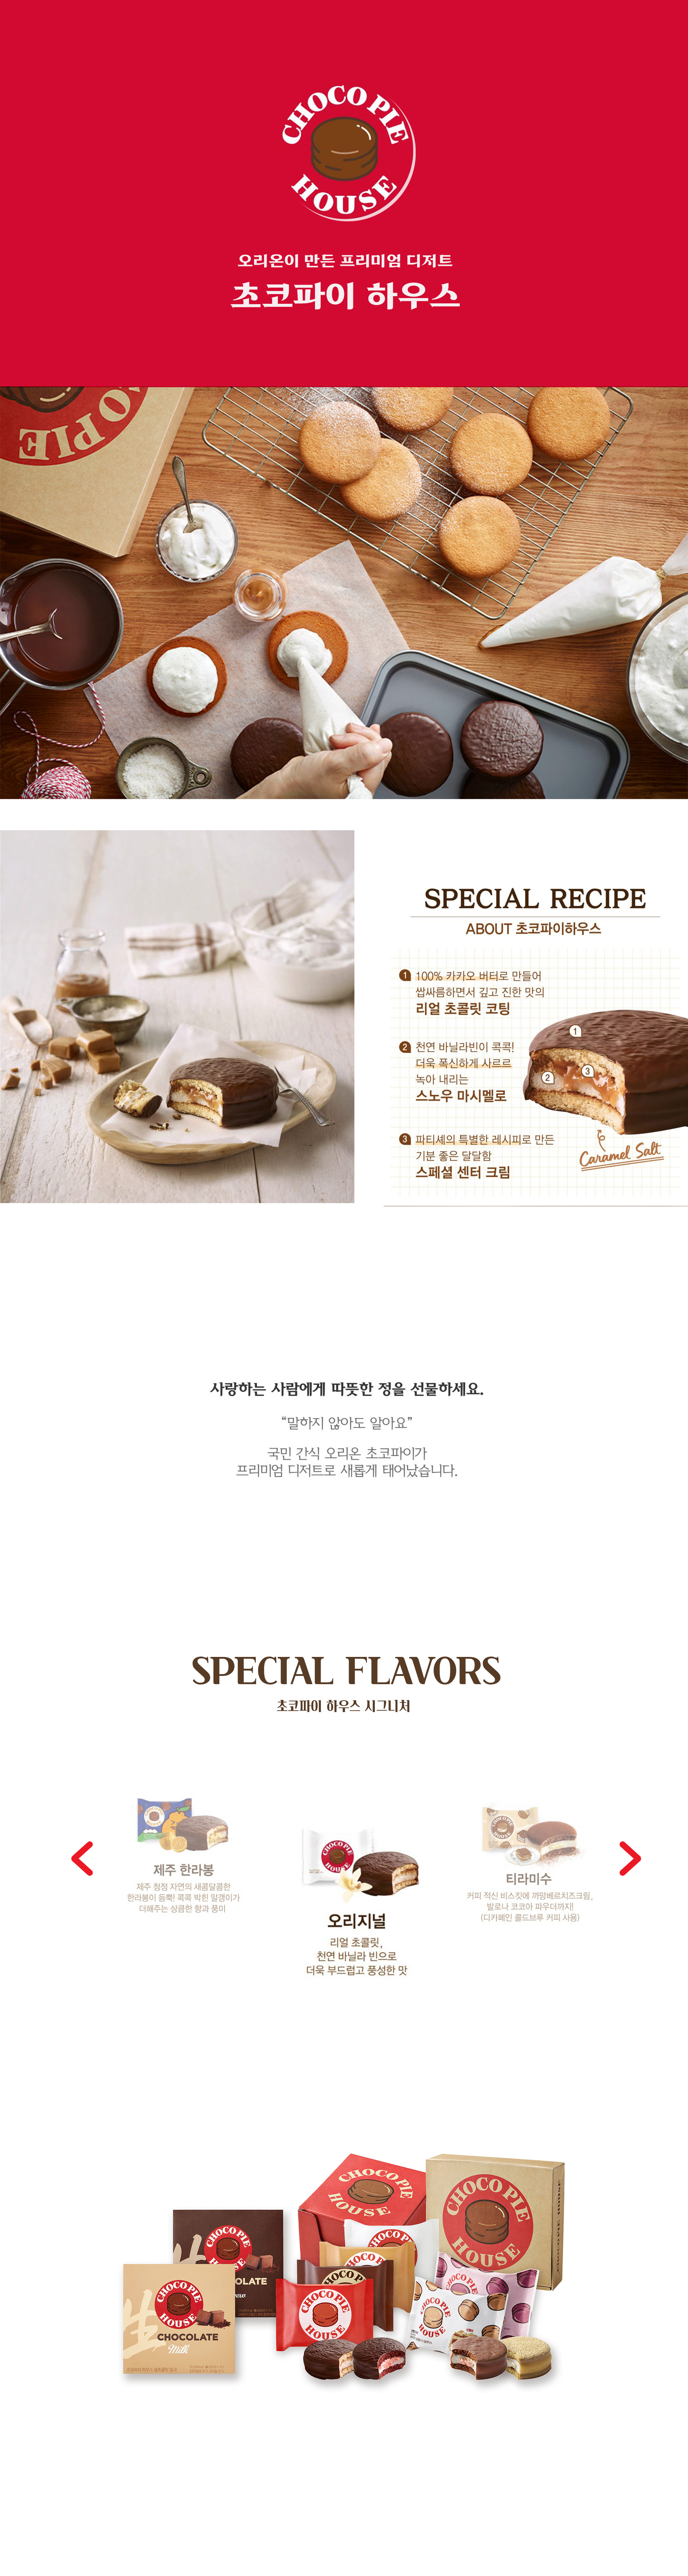 CHOCO PIE
HOUSE
오리온이 만든 프리미엄 디저트
초코파이 하우스
PIE
SPECIAL RECIPE
ABOUT 초코파이하우스
1 100% 카카오 버터로 만들어
쌉싸름하면서 깊고 진한 맛의
리얼 초콜릿 코팅
1
2 천연 바닐라빈이 콕콕!
더욱 폭신하게 사르르
녹아 내리는
스노우 마시멜로
2
3
3 파티셰의 특별한 레시피로 만든
기분 좋은 달달함
스페셜 센터 크림
Caramel Salt
사랑하는 사람에게 따뜻한 정을 선물하세요.
“말하지 않아도 알아요”
국민 간식 오리온 초코파이가
프리미엄 디저트로 새롭게 태어났습니다.
SPECIAL FLAVORS
초코파이 하우스 시그니처
제주 한라봉
제주 청정 자연의 새콤달콤한
한라봉이 듬뿍! 콕콕 박힌 알갱이가
더해주는 상큼한 향과 풍미
오리지널
리얼 초콜릿,
천연 바닐라 빈으로
더욱 부드럽고 풍성한 맛
티라미수
커피 적신 비스킷에 까망베르치즈크림,
발로나 코코아 파우더까지!
(디카페인 콜드브루 커피 사용)
CHOCO PIE
HOUSE
CHOCO PIE
HOUSE
CHOCO PIE
OLATE
CHOCO PIE
HOUSE
CHOCOLATE
Milk
生
CHOCO PIE
HOUSE
CHOCO PIE
HOUSE